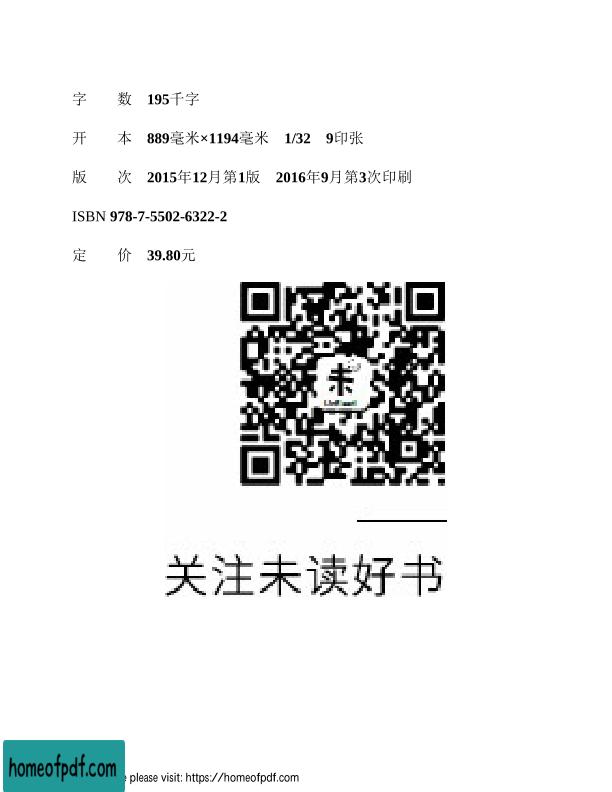 字 数 195千字
开 本 889毫米×1194毫米 1/32 9印张
版 次 2015年12月第1版 2016年9月第3次印刷
ISBN 978-7-5502-6322-2
定 价 39.80元
未
UnRead
关注未读好书
homeofpdf.com
e please visit: https://homeofpdf.com